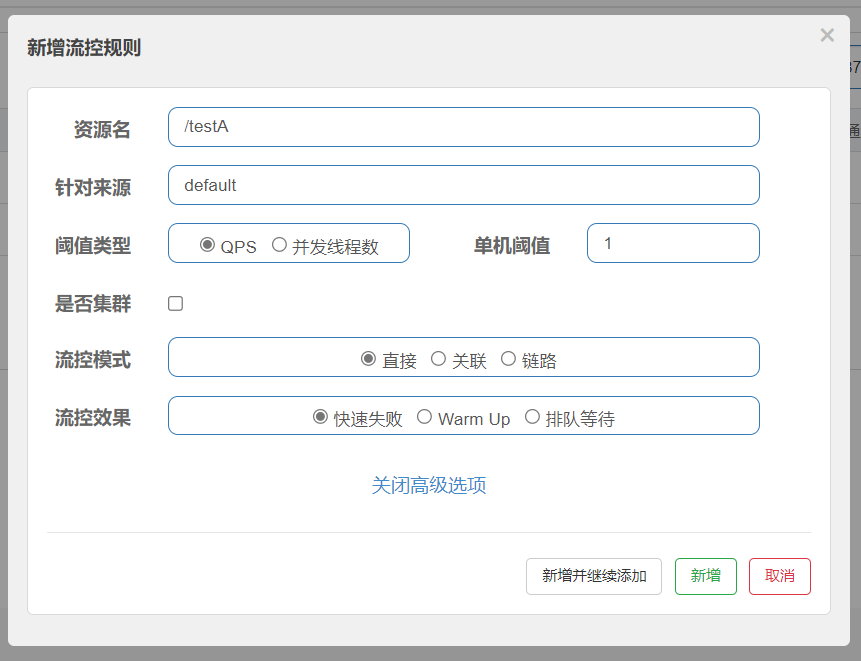 新增流控规则
×
资源名 /testA
针对来源 default
阈值类型 QPS 并发线程数 单机阈值 1
是否集群
流控模式 直接 关联 链路
流控效果 快速失败 Warm Up 排队等待
关闭高级选项
新增并继续添加 新增 取消